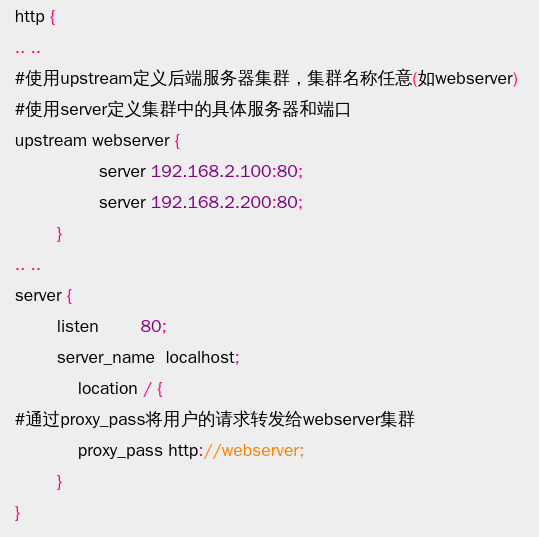 http {
.. ..
#使用upstream定义后端服务器集群，集群名称任意(如webserver)
#使用server定义集群中的具体服务器和端口
upstream webserver {
server 192.168.2.100:80;
server 192.168.2.200:80;
}
.. ..
server {
listen 80;
server_name localhost;
location / {
#通过proxy_pass将用户的请求转发给webserver集群
proxy_pass http://webserver;
}
}